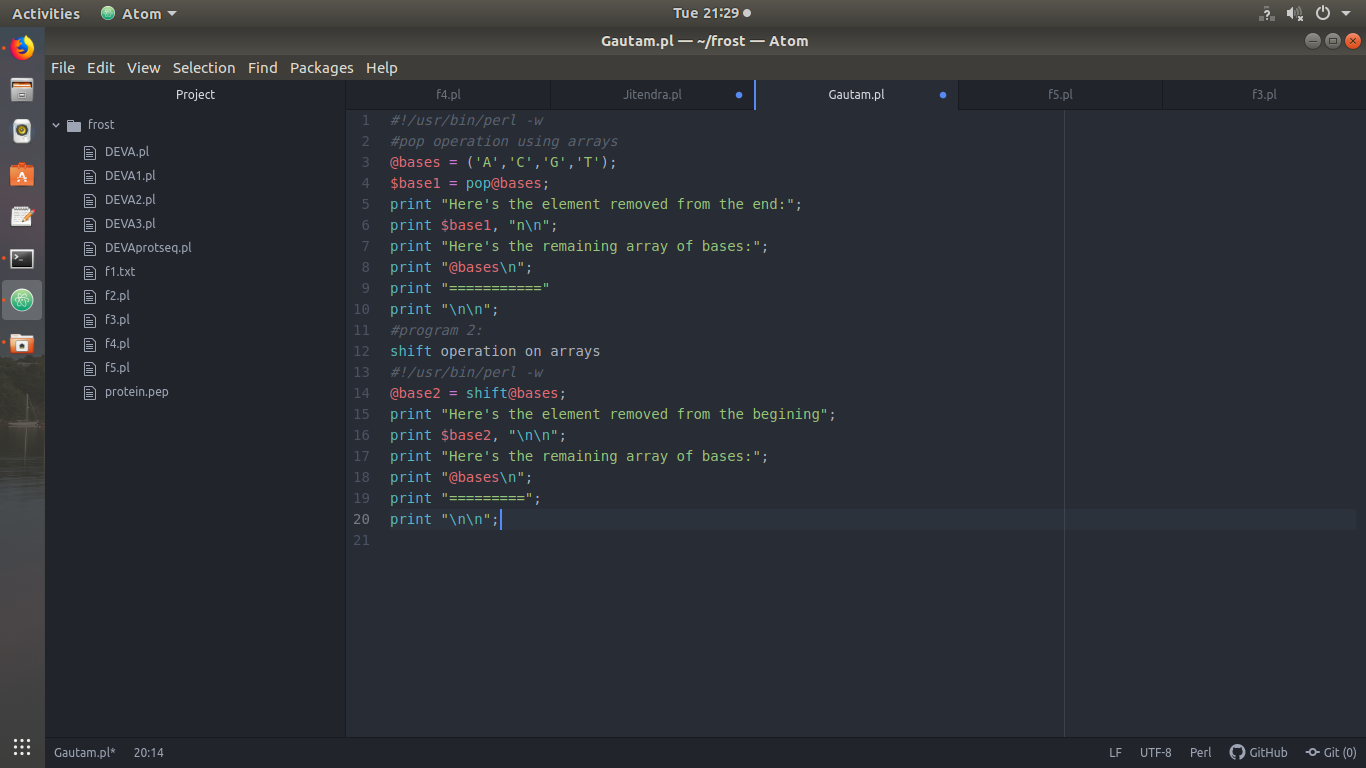 Activities Atom Tue 21:29
Gautam.pl — ~/frost — Atom
File Edit View Selection Find Packages Help
Project f4.pl Jitendra.pl Gautam.pl f5.pl f3.pl
frost
DEVA.pl
DEVA1.pl
DEVA2.pl
DEVA3.pl
DEVAprotseq.pl
f1.txt
f2.pl
f3.pl
f4.pl
f5.pl
protein.pep
1 #!/usr/bin/perl -w
2 #pop operation using arrays
3 @bases = ('A','C','G','T');
4 $base1 = pop@bases;
5 print "Here's the element removed from the end:";
6 print $base1, "n\n";
7 print "Here's the remaining array of bases:";
8 print "@bases\n";
9 print "==========="
10 print "\n\n";
11 #program 2:
12 shift operation on arrays
13 #!/usr/bin/perl -w
14 @base2 = shift@bases;
15 print "Here's the element removed from the begining";
16 print $base2, "\n\n";
17 print "Here's the remaining array of bases:";
18 print "@bases\n";
19 print "=========";
20 print "\n\n";
21
Gautam.pl* 20:14 LF UTF-8 Perl GitHub Git (0)